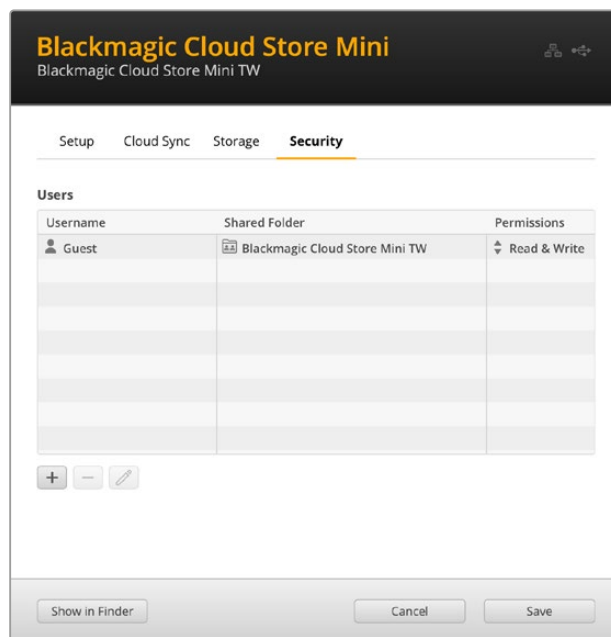 Blackmagic Cloud Store Mini
Blackmagic Cloud Store Mini TW
Setup Cloud Sync Storage Security
Users
Username Shared Folder Permissions
Guest Blackmagic Cloud Store Mini TW Read & Write
Show in Finder Cancel Save